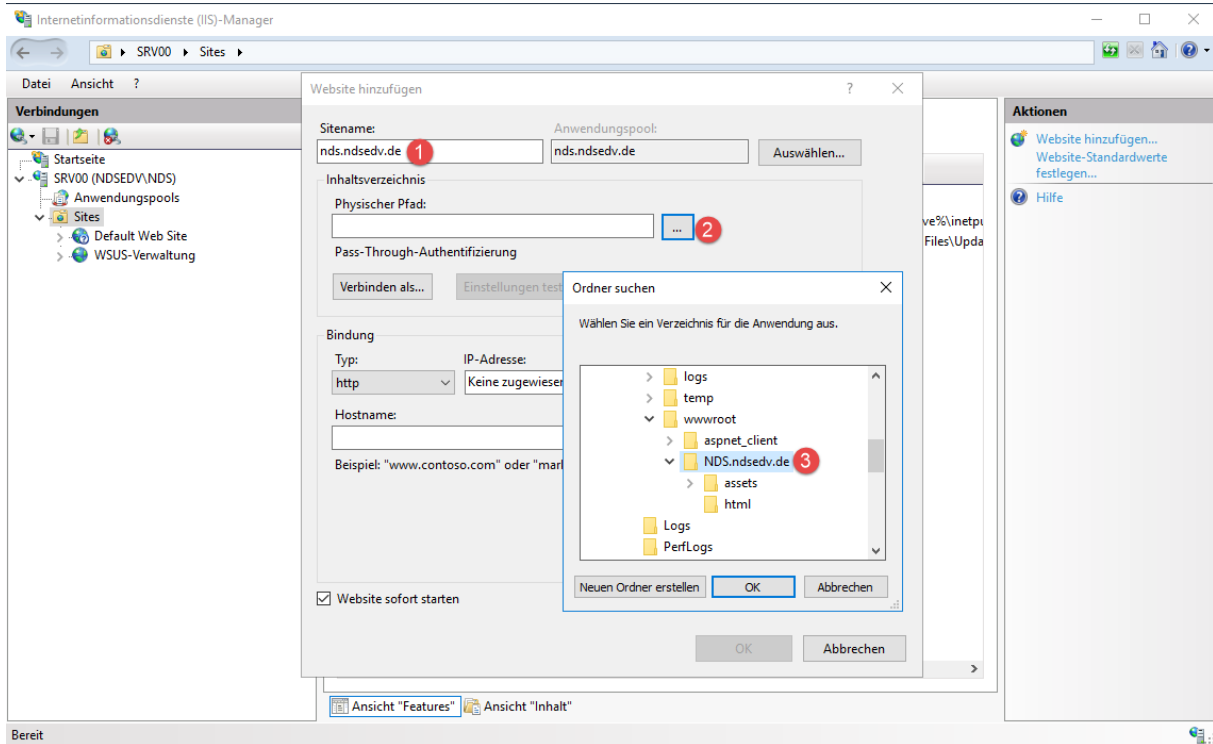 Internetinformationsdienste (IIS)-Manager
SRV00 Sites
Datei Ansicht ?
Verbindungen
Startseite
SRV00 (NDSEDV\NDS)
Anwendungspools
Sites
Default Web Site
WSUS-Verwaltung
Website hinzufügen
?
Sitename:
Anwendungspool:
nds.ndsedv.de
1
nds.ndsedv.de
Auswählen...
Inhaltsverzeichnis
Physischer Pfad:
...
2
Pass-Through-Authentifizierung
Verbinden als...
Einstellungen test
Bindung
Typ:
IP-Adresse:
http
Keine zugewiesen
Hostname:
Beispiel: "www.contoso.com" oder "mark
Website sofort starten
OK
Abbrechen
Ordner suchen
Wählen Sie ein Verzeichnis für die Anwendung aus.
logs
temp
wwwroot
aspnet_client
NDS.ndsedv.de
3
assets
html
Logs
PerfLogs
Neuen Ordner erstellen
OK
Abbrechen
ve%\inetpu
Files\Upda
Ansicht "Features"
Ansicht "Inhalt"
Aktionen
Website hinzufügen...
Website-Standardwerte
festlegen...
Hilfe
Bereit